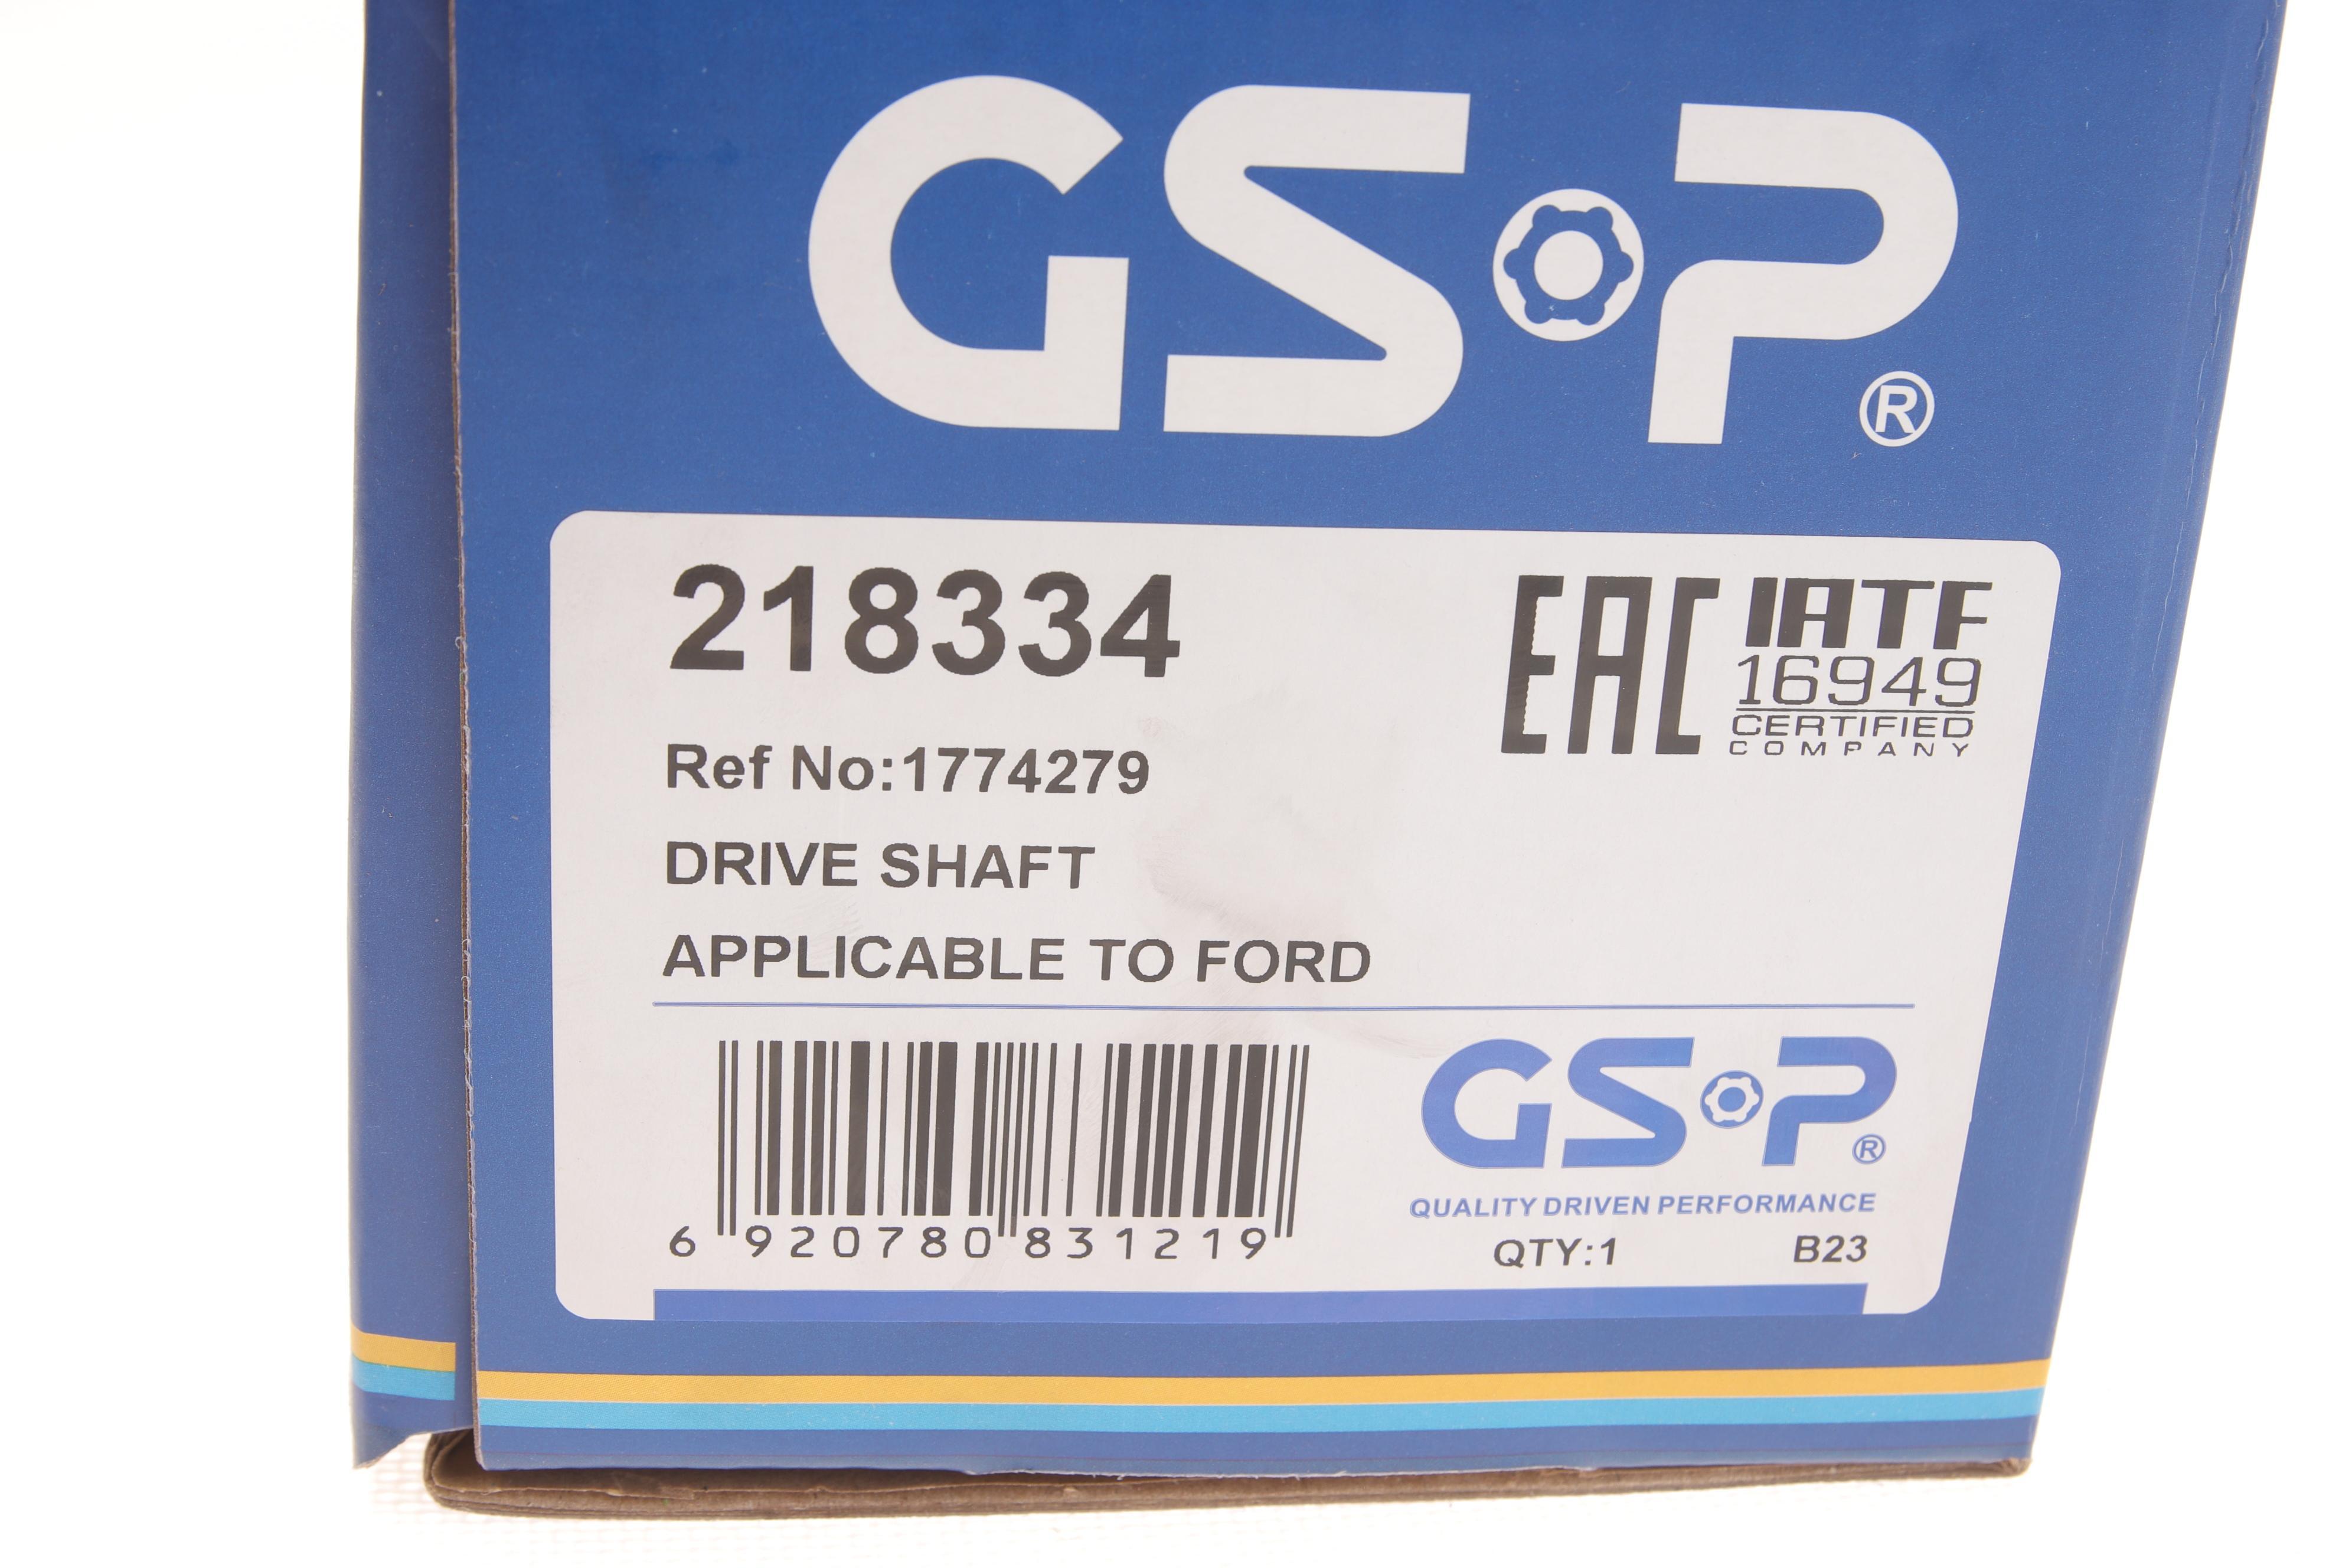 GSP®
218334
EAC
IATF
16949
CERTIFIED
COMPANY
Ref No:1774279
DRIVE SHAFT
APPLICABLE TO FORD
GSP®
QUALITY DRIVEN PERFORMANCE
6 920780 831219
QTY:1
B23